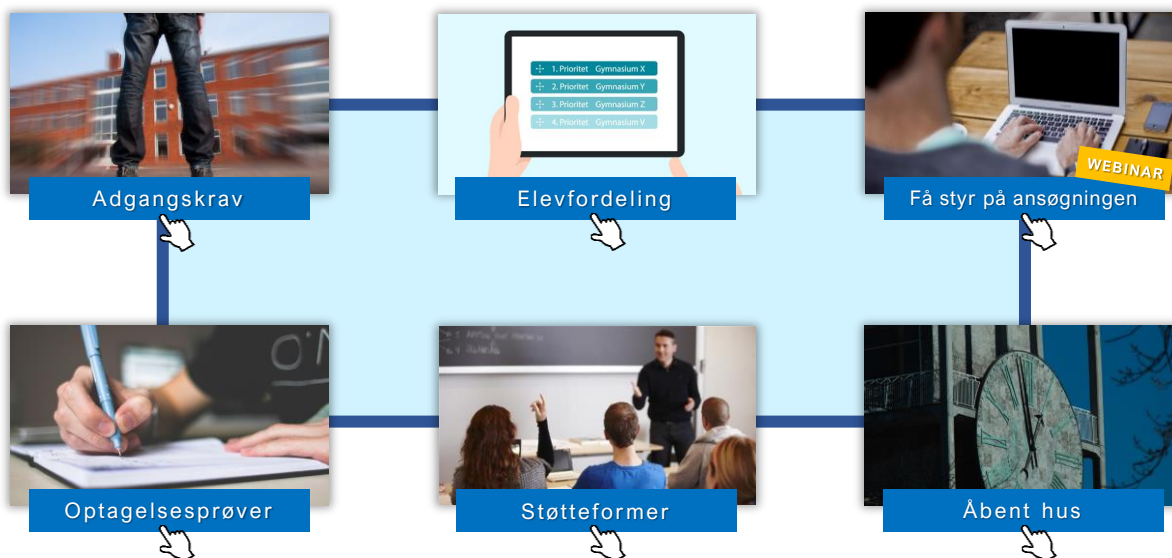 1. Prioritet Gymnasium X
2. Prioritet Gymnasium Y
3. Prioritet Gymnasium Z
4. Prioritet Gymnasium V
WEBINAR
Adgangskrav
Elevfordeling
Få styr på ansøgningen
Optagelsesprøver
Støtteformer
Åbent hus